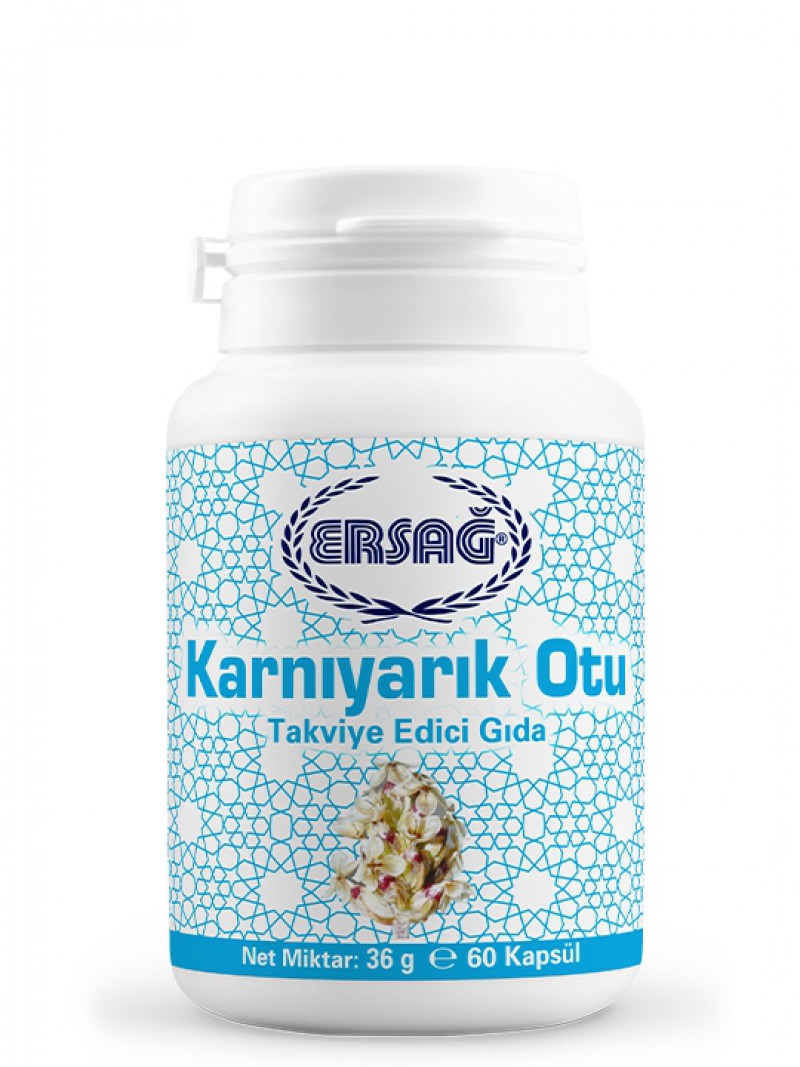 ERSAĞ®
Karnıyarık Otu
Takviye Edici Gıda
Net Miktar: 36 g ℮ 60 Kapsül